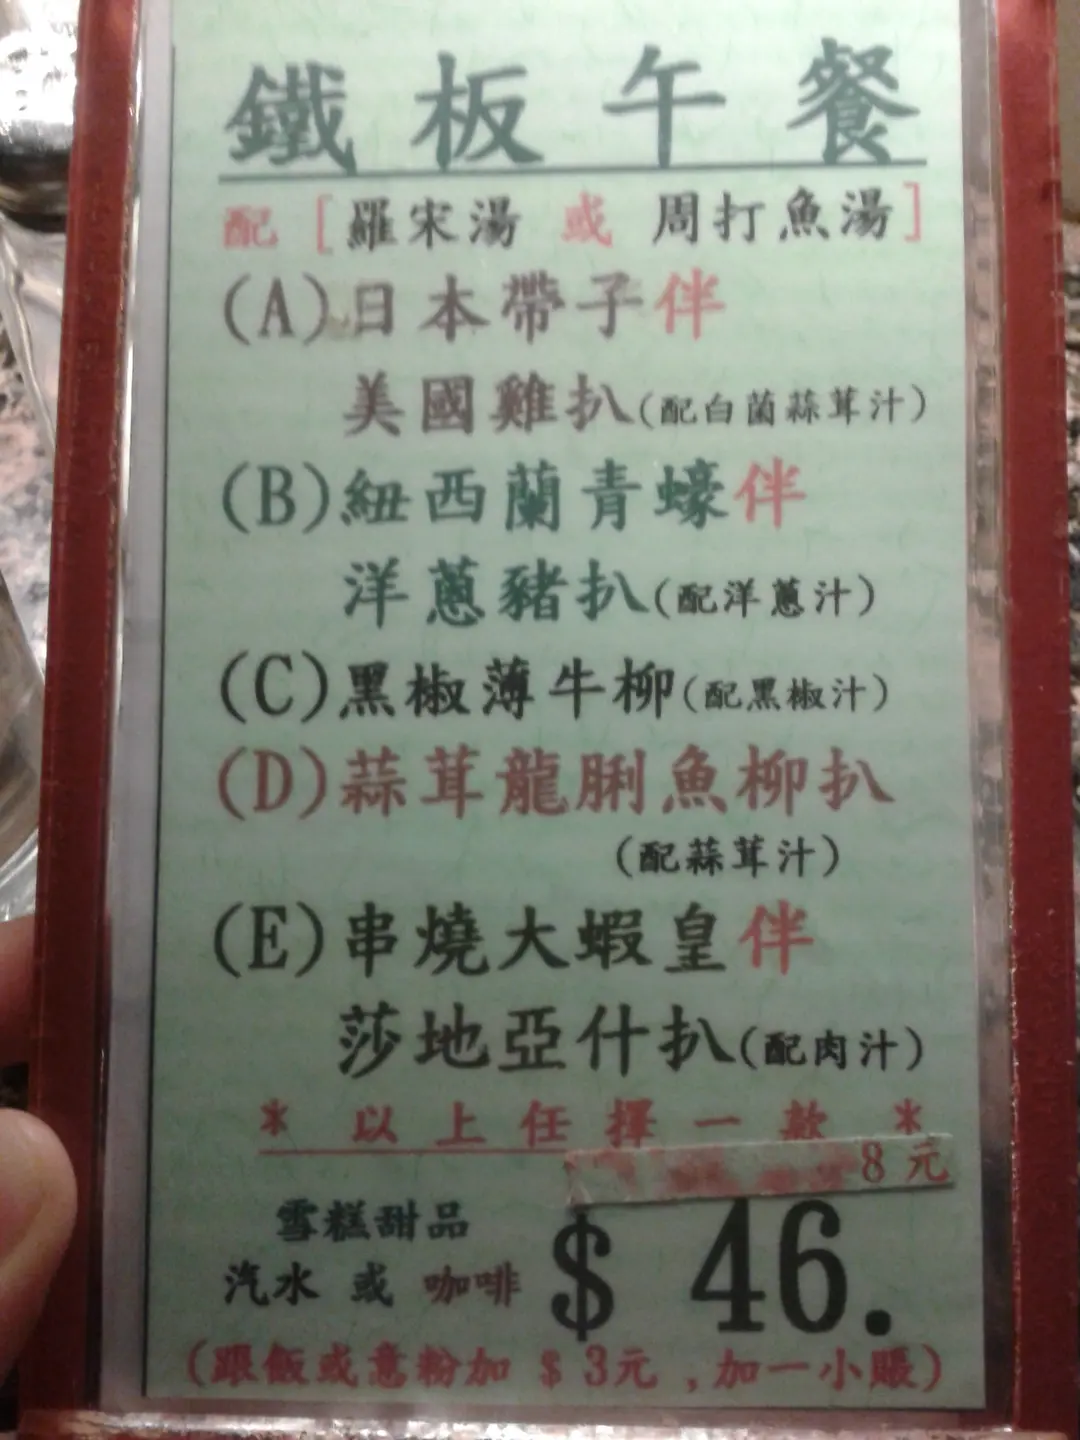 鐵板午餐
配[羅宋湯 或 周打魚湯]
(A)日本帶子伴
美國雞扒(配白菌蒜茸汁)
(B)紐西蘭青蠔伴
洋蔥豬扒(配洋蔥汁)
(C)黑椒薄牛柳(配黑椒汁)
(D)蒜茸龍脷魚柳扒
(配蒜茸汁)
(E)串燒大蝦皇伴
莎地亞什扒(配肉汁)
* 以上任擇一款 *
8元
雪糕甜品
汽水 或 咖啡
$ 46.
(跟飯或意粉加 $3元,加一小賬)